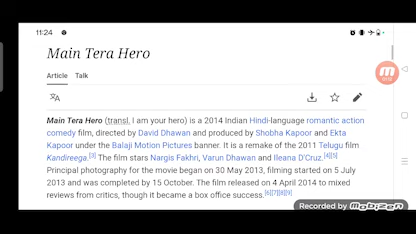 11:24
Main Tera Hero
Article Talk
Main Tera Hero (transl. I am your hero) is a 2014 Indian Hindi-language romantic action
comedy film, directed by David Dhawan and produced by Shobha Kapoor and Ekta
Kapoor under the Balaji Motion Pictures banner. It is a remake of the 2011 Telugu film
Kandireega.[3] The film stars Nargis Fakhri, Varun Dhawan and Ileana D'Cruz.[4][5]
Principal photography for the movie began on 30 May 2013, filming started on 5 July
2013 and was completed by 15 October. The film released on 4 April 2014 to mixed
reviews from critics, though it became a box office success.[6][7][8][9]
Recorded by mobizen